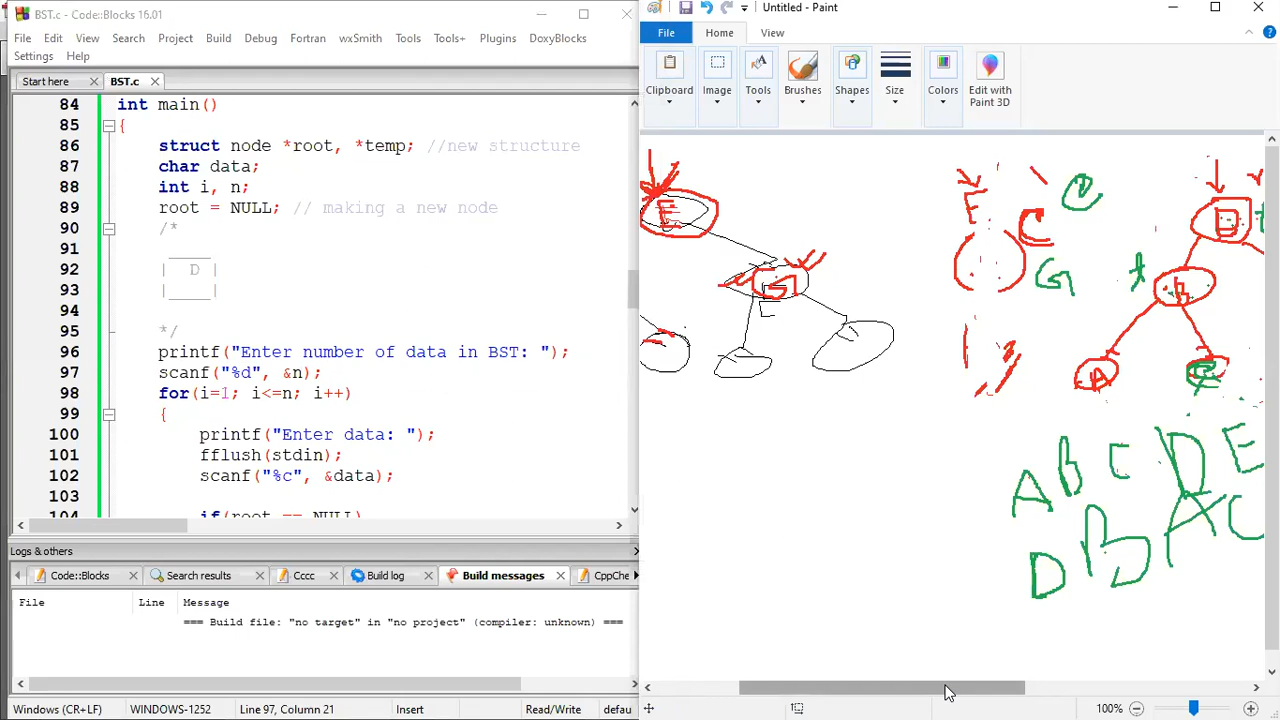 BST.c - Code::Blocks 16.01
File Edit View Search Project Build Debug Fortran wxSmith Tools Tools+ Plugins DoxyBlocks
Settings Help
Start here BST.c
84 int main()
85 {
86 struct node *root, *temp; //new structure
87 char data;
88 int i, n;
89 root = NULL; // making a new node
90 /*
91 _____
92 | D |
93 |_____|
94
95 */
96 printf("Enter number of data in BST: ");
97 scanf("%d", &n);
98 for(i=1; i<=n; i++)
99 {
100 printf("Enter data: ");
101 fflush(stdin);
102 scanf("%c", &data);
103
104 if(root == NULL)
Logs & others
Code::Blocks Search results Cccc Build log Build messages CppChe
File Line Message
=== Build file: "no target" in "no project" (compiler: unknown) ===
Windows (CR+LF) WINDOWS-1252 Line 97, Column 21 Insert Read/Write defau
Untitled - Paint
File Home View
Clipboard Image Tools Brushes Shapes Size Colors Edit with
Paint 3D
E
G
F
C
G
D
t
B
A
C
A B C D E
D B A C
100%